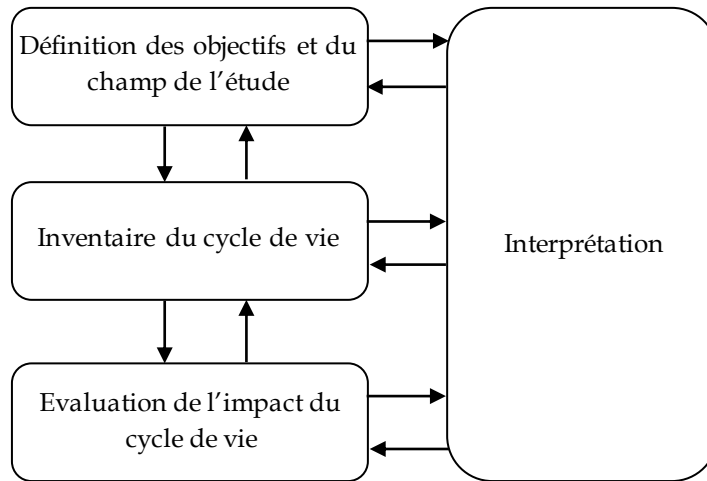 Définition des objectifs et du
champ de l'étude
Inventaire du cycle de vie
Interprétation
Evaluation de l'impact du
cycle de vie